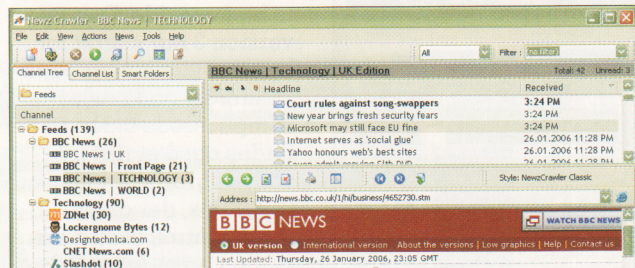 Newz Crawler - BBC News | TECHNOLOGY
File Edit View Actions News Tools Help
All Filter : (no filter)
Channel Tree Channel List Smart Folders
BBC News | Technology | UK Edition Total: 42 Unread: 3
Feeds
Headline Received
Court rules against song-swappers 3:24 PM
New year brings fresh security fears 3:24 PM
Channel
Microsoft may still face EU fine 3:24 PM
Feeds (139)
Internet serves as 'social glue' 26.01.2006 11:28 PM
BBC News (26)
Yahoo honours web's best sites 26.01.2006 11:28 PM
BBC News | UK
26.01.2006 11:28 PM
BBC News | Front Page (21)
BBC News | TECHNOLOGY (3)
Style: NewzCrawler Classic
BBC News | WORLD (2)
Address : http://news.bbc.co.uk/1/hi/business/4652730.stm
Technology (90)
ZDNet (30)
BBC NEWS WATCH BBC NEWS
Lockergnome Bytes (12)
Designtechnica.com
UK version International version About the versions | Low graphics | Help | Contact us
CNET News.com (6)
Last Updated: Thursday, 26 January 2006, 23:05 GMT
Slashdot (10)